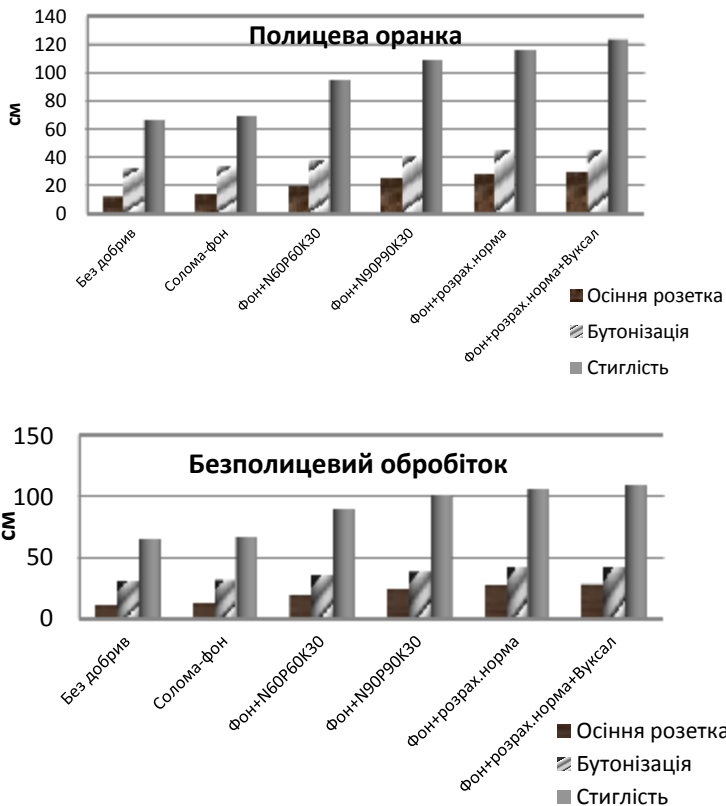 Полицева оранка
140
120
100
80
60
40
20
0
см
Без добрив
Солома-фон
Фон+N60P60K30
Фон+N90P90K30
Фон+розрах.норма
Фон+розрах.норма+Вуксал
Осіння розетка
Бутонізація
Стиглість
Безполицевий обробіток
150
100
50
0
см
Без добрив
Солома-фон
Фон+N60P60K30
Фон+N90P90K30
Фон+розрах.норма
Фон+розрах.норма+Вуксал
Осіння розетка
Бутонізація
Стиглість